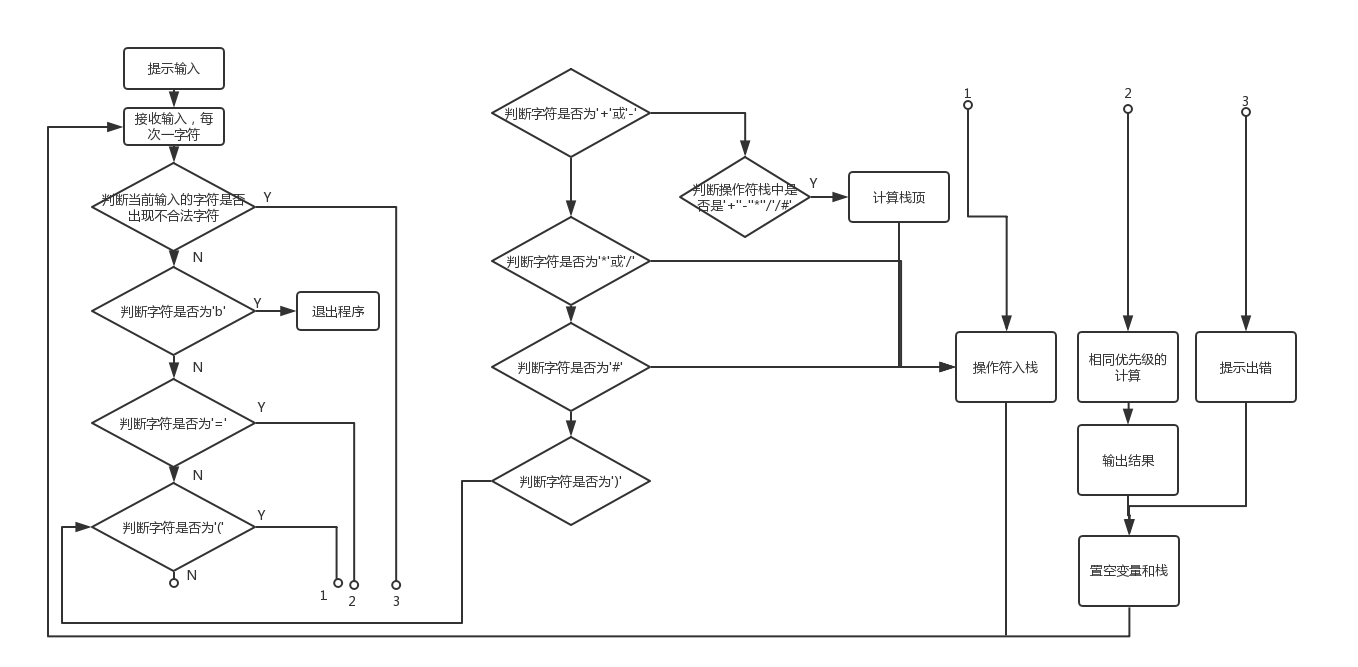 提示输入
接收输入，每
次一字符
判断当前输入的字符是否
出现不合法字符
Y
N
判断字符是否为'b'
Y
退出程序
N
判断字符是否为'='
Y
N
判断字符是否为'('
Y
N
1
2
3
判断字符是否为'+'或'-'
判断操作符栈中是
否是'+''-''*''/'/#'
Y
计算栈顶
判断字符是否为'*'或'/'
判断字符是否为'#'
判断字符是否为')'
1
2
3
操作符入栈
相同优先级的
计算
提示出错
输出结果
置空变量和栈